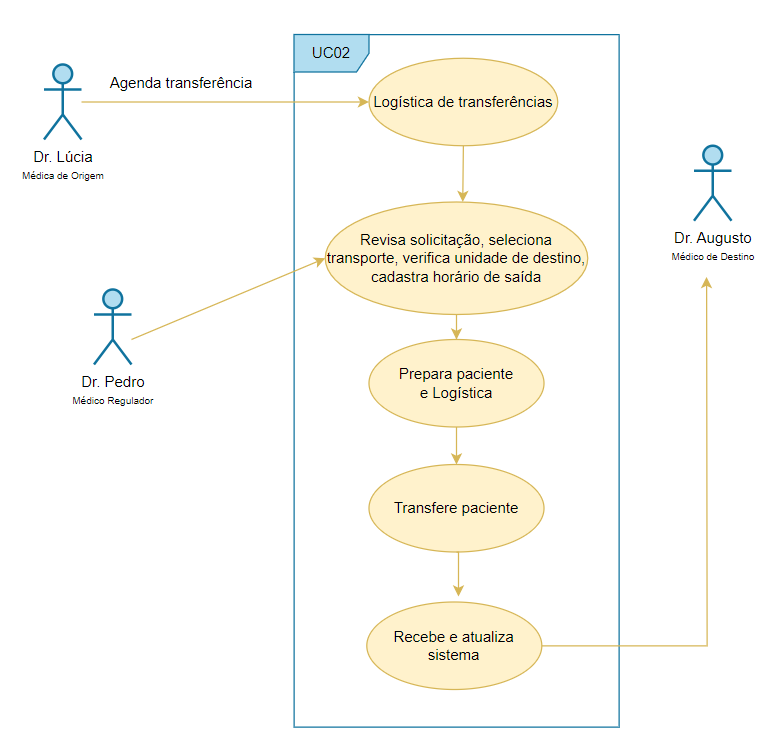 UC02
Agenda transferência
Logística de transferências
Dr. Lúcia
Médica de Origem
Dr. Augusto
Médico de Destino
Revisa solicitação, seleciona
transporte, verifica unidade de destino,
cadastra horário de saída
Dr. Pedro
Médico Regulador
Prepara paciente
e Logística
Transfere paciente
Recebe e atualiza
sistema